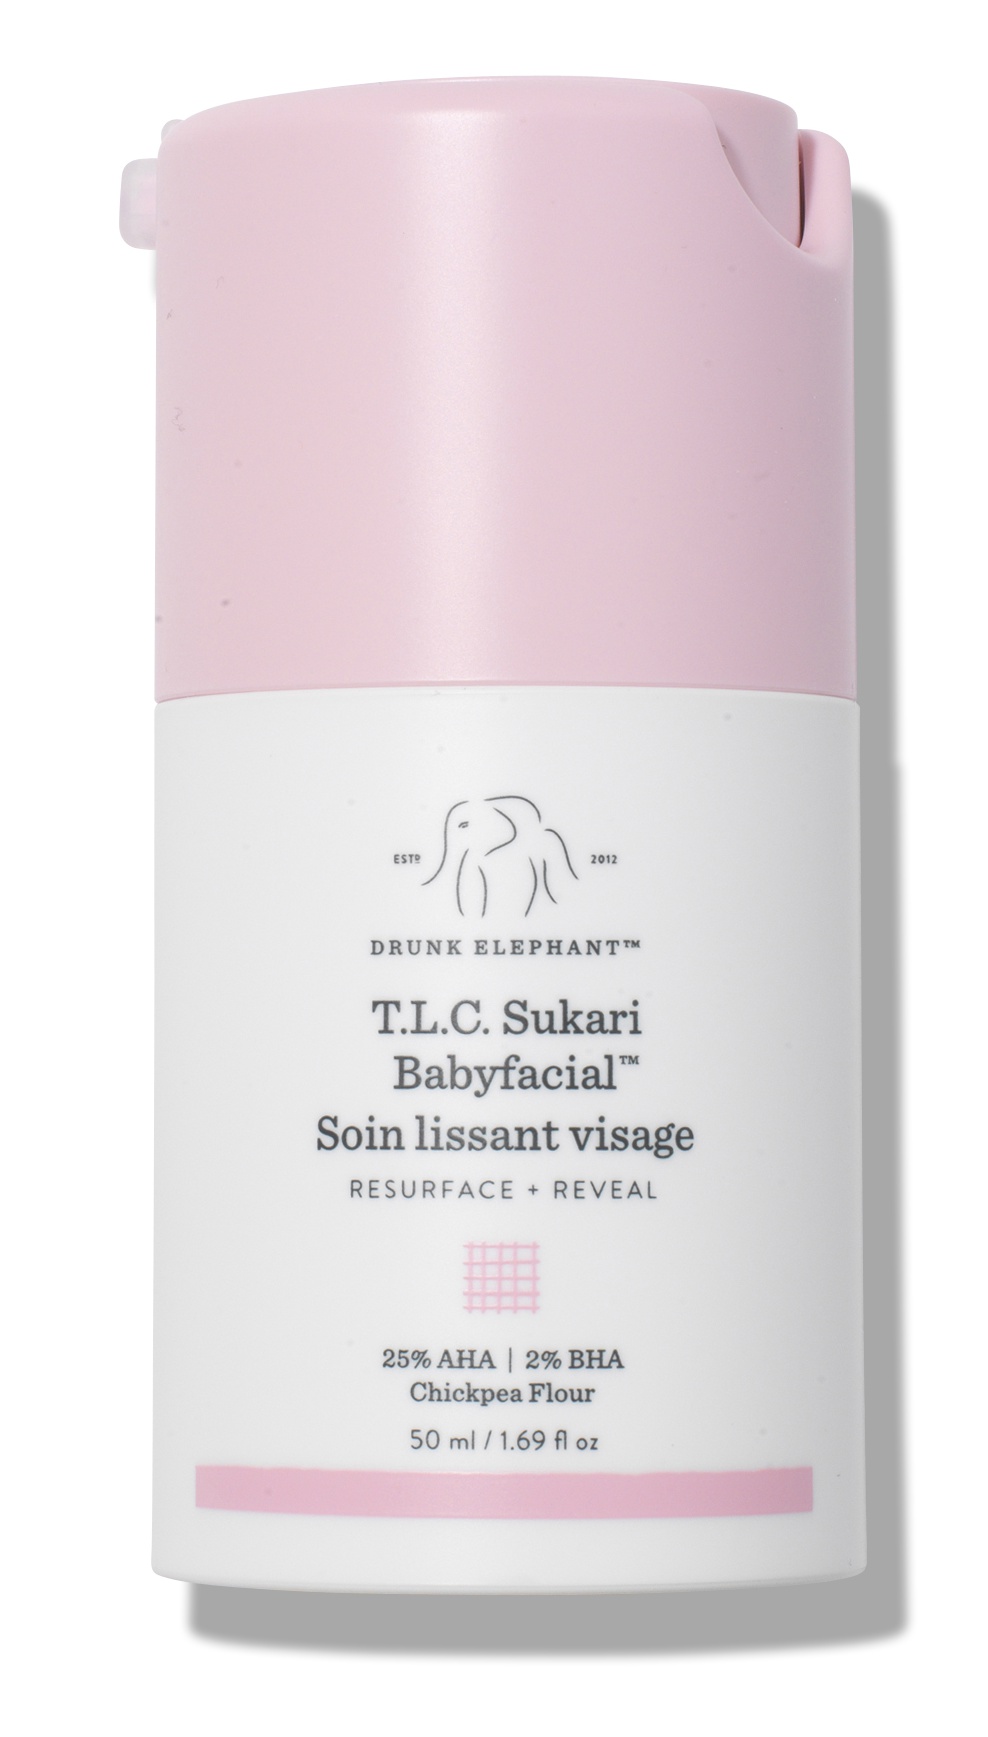 ESTD 2012
DRUNK ELEPHANT™
T.L.C. Sukari
Babyfacial™
Soin lissant visage
RESURFACE + REVEAL
25% AHA | 2% BHA
Chickpea Flour
50 ml / 1.69 fl oz